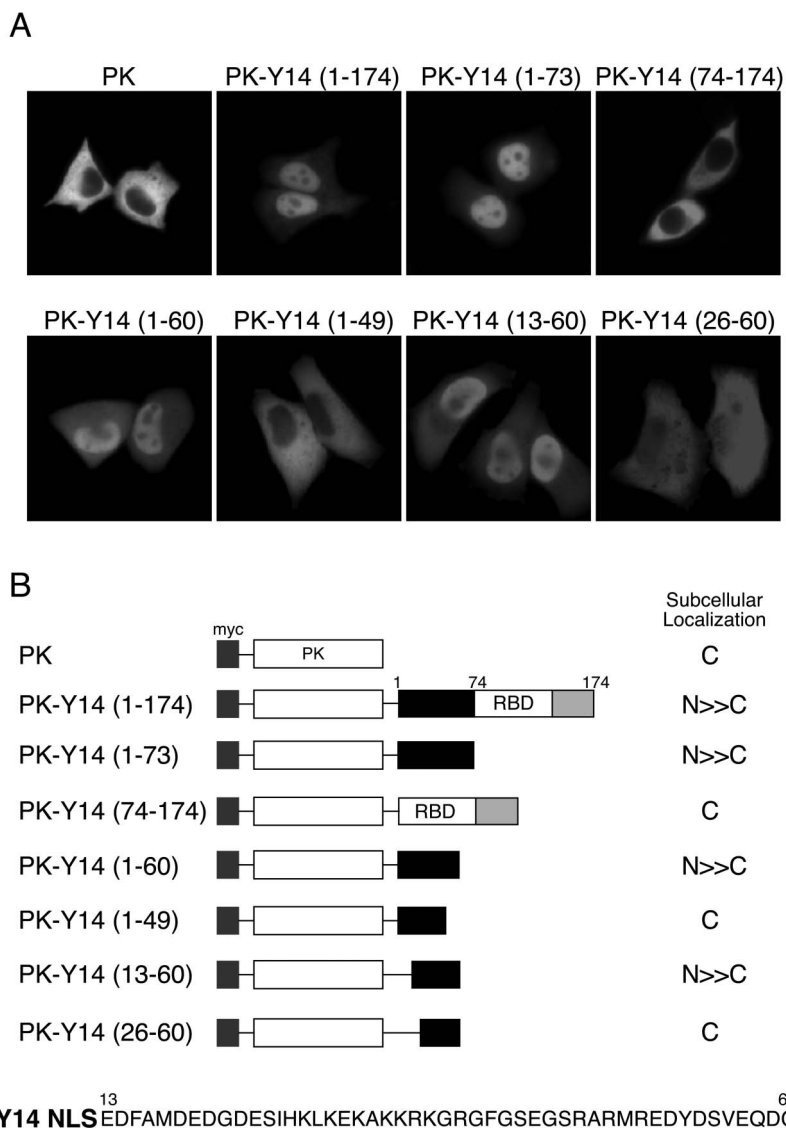 A
PK PK-Y14 (1-174) PK-Y14 (1-73) PK-Y14 (74-174)
PK-Y14 (1-60) PK-Y14 (1-49) PK-Y14 (13-60) PK-Y14 (26-60)
B
Subcellular
Localization
myc
PK PK C
1 74 174
PK-Y14 (1-174) RBD N>>C
PK-Y14 (1-73) N>>C
PK-Y14 (74-174) RBD C
PK-Y14 (1-60) N>>C
PK-Y14 (1-49) C
PK-Y14 (13-60) N>>C
PK-Y14 (26-60) C
13 6
Y14 NLS EDFAMDEDGDESIHKLKEKAKKRKGRGFGSEGSRARMREDYDSVEQD